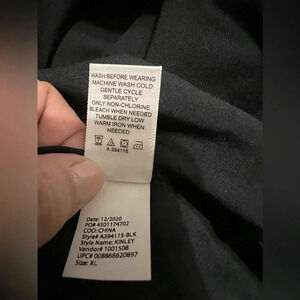 WASH BEFORE WEARING
MACHINE WASH COLD
GENTLE CYCLE
SEPARATELY
ONLY NON-CHLORINE
BLEACH WHEN NEEDED
TUMBLE DRY LOW
WARM IRON WHEN
NEEDED
A 394115
Date: 12/2020
PO# 4501174702
COO: CHINA
Style# A394115-BLK
Style Name: KINLEY
Vendor# 1001508
UPC# 008868620897
Size: XL